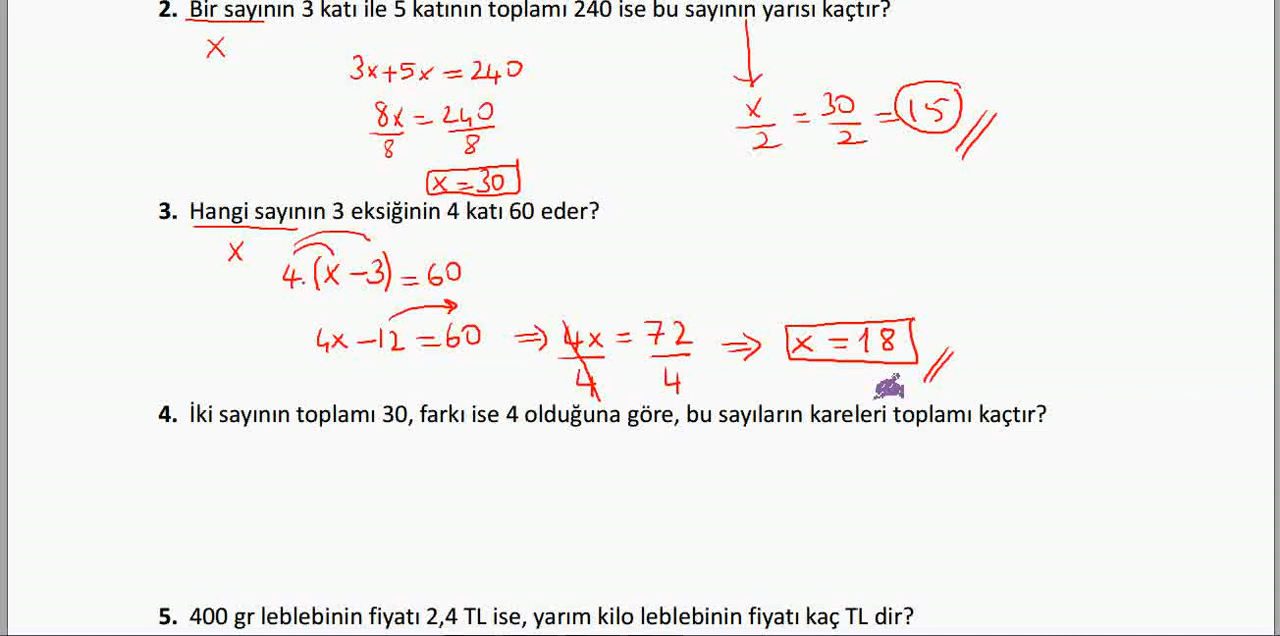 2. Bir sayının 3 katı ile 5 katının toplamı 240 ise bu sayının yarısı kaçtır?
x
3x+5x = 240
8x/8 = 240/8
x = 30
x/2 = 30/2 = 15 //
3. Hangi sayının 3 eksiğinin 4 katı 60 eder?
x
4.(x-3) = 60
4x-12 = 60 ⇒ 4x/4 = 72/4 ⇒ x = 18 //
4. İki sayının toplamı 30, farkı ise 4 olduğuna göre, bu sayıların kareleri toplamı kaçtır?
5. 400 gr leblebinin fiyatı 2,4 TL ise, yarım kilo leblebinin fiyatı kaç TL dir?